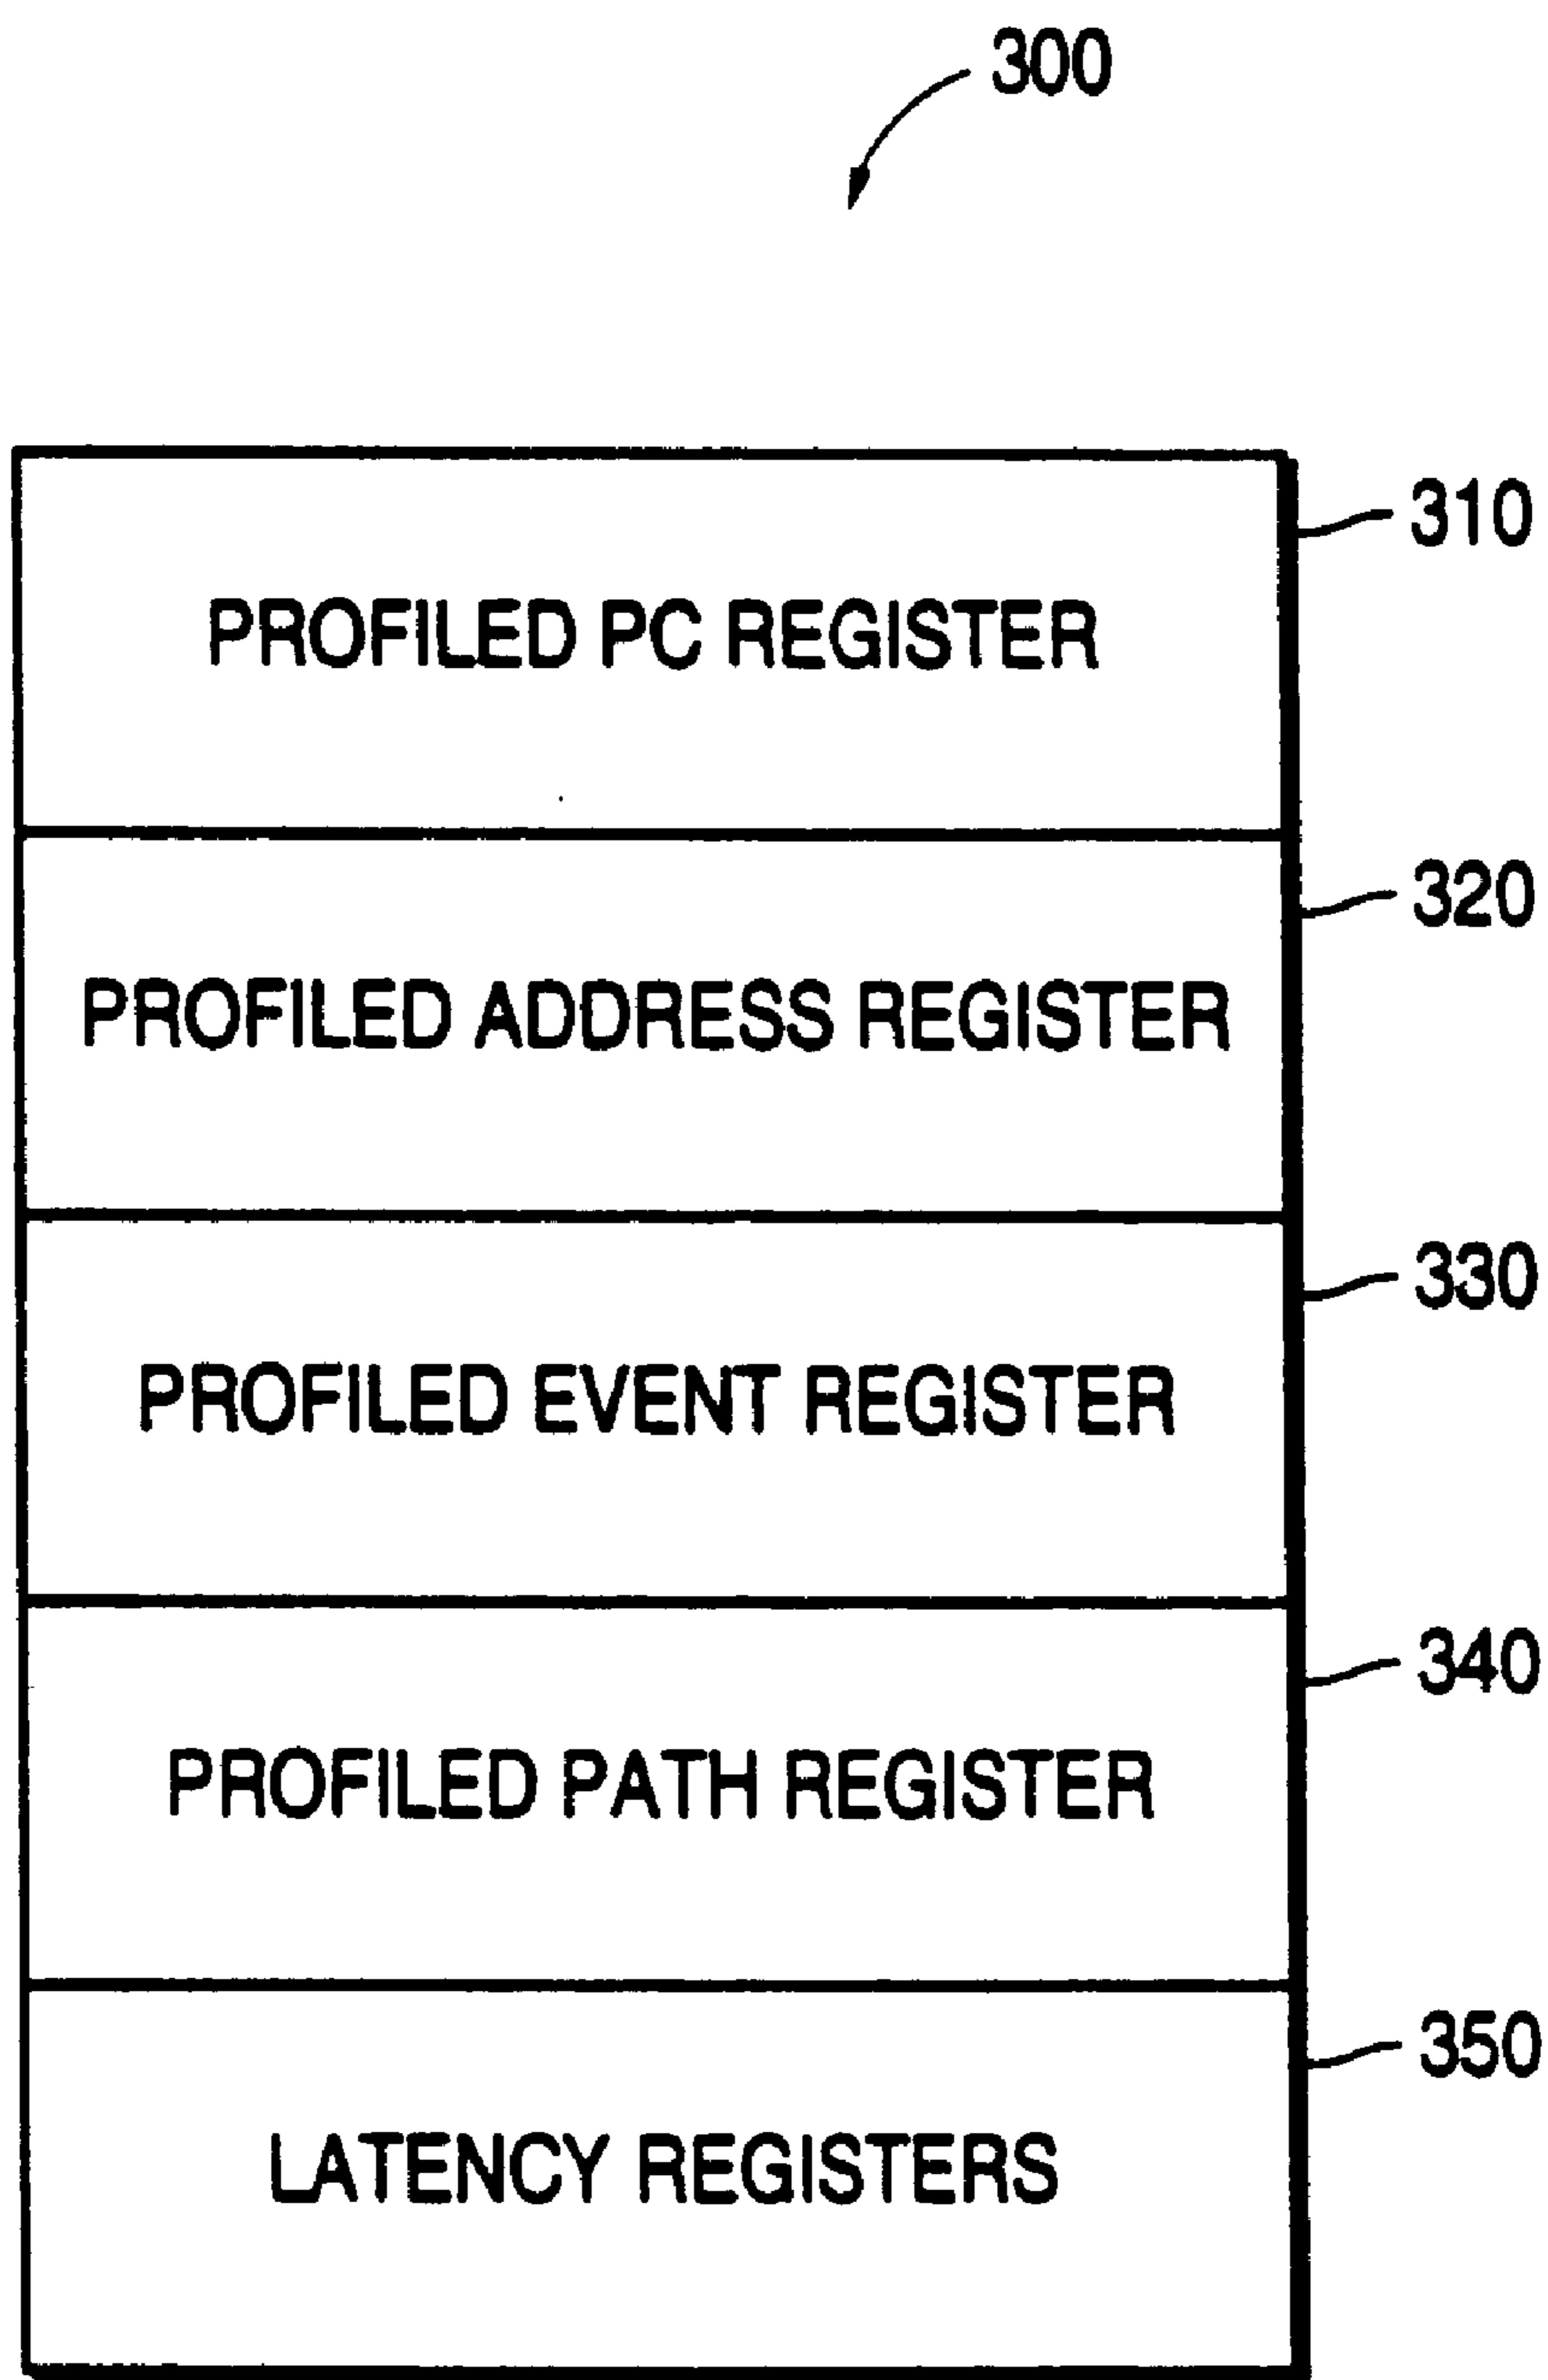 300
310
PROFILED PC REGISTER
320
PROFILED ADDRESS REGISTER
330
PROFILED EVENT REGISTER
340
PROFILED PATH REGISTER
350
LATENCY REGISTERS